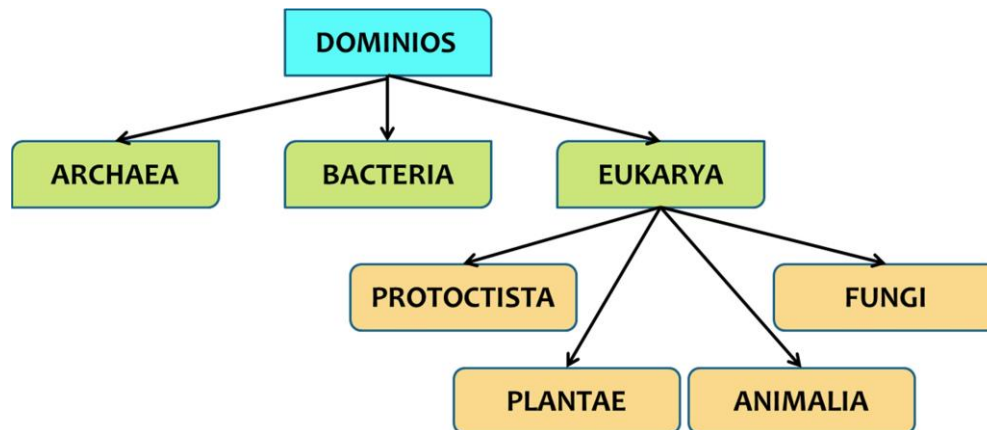 DOMINIOS
ARCHAEA
BACTERIA
EUKARYA
PROTOCTISTA
FUNGI
PLANTAE
ANIMALIA